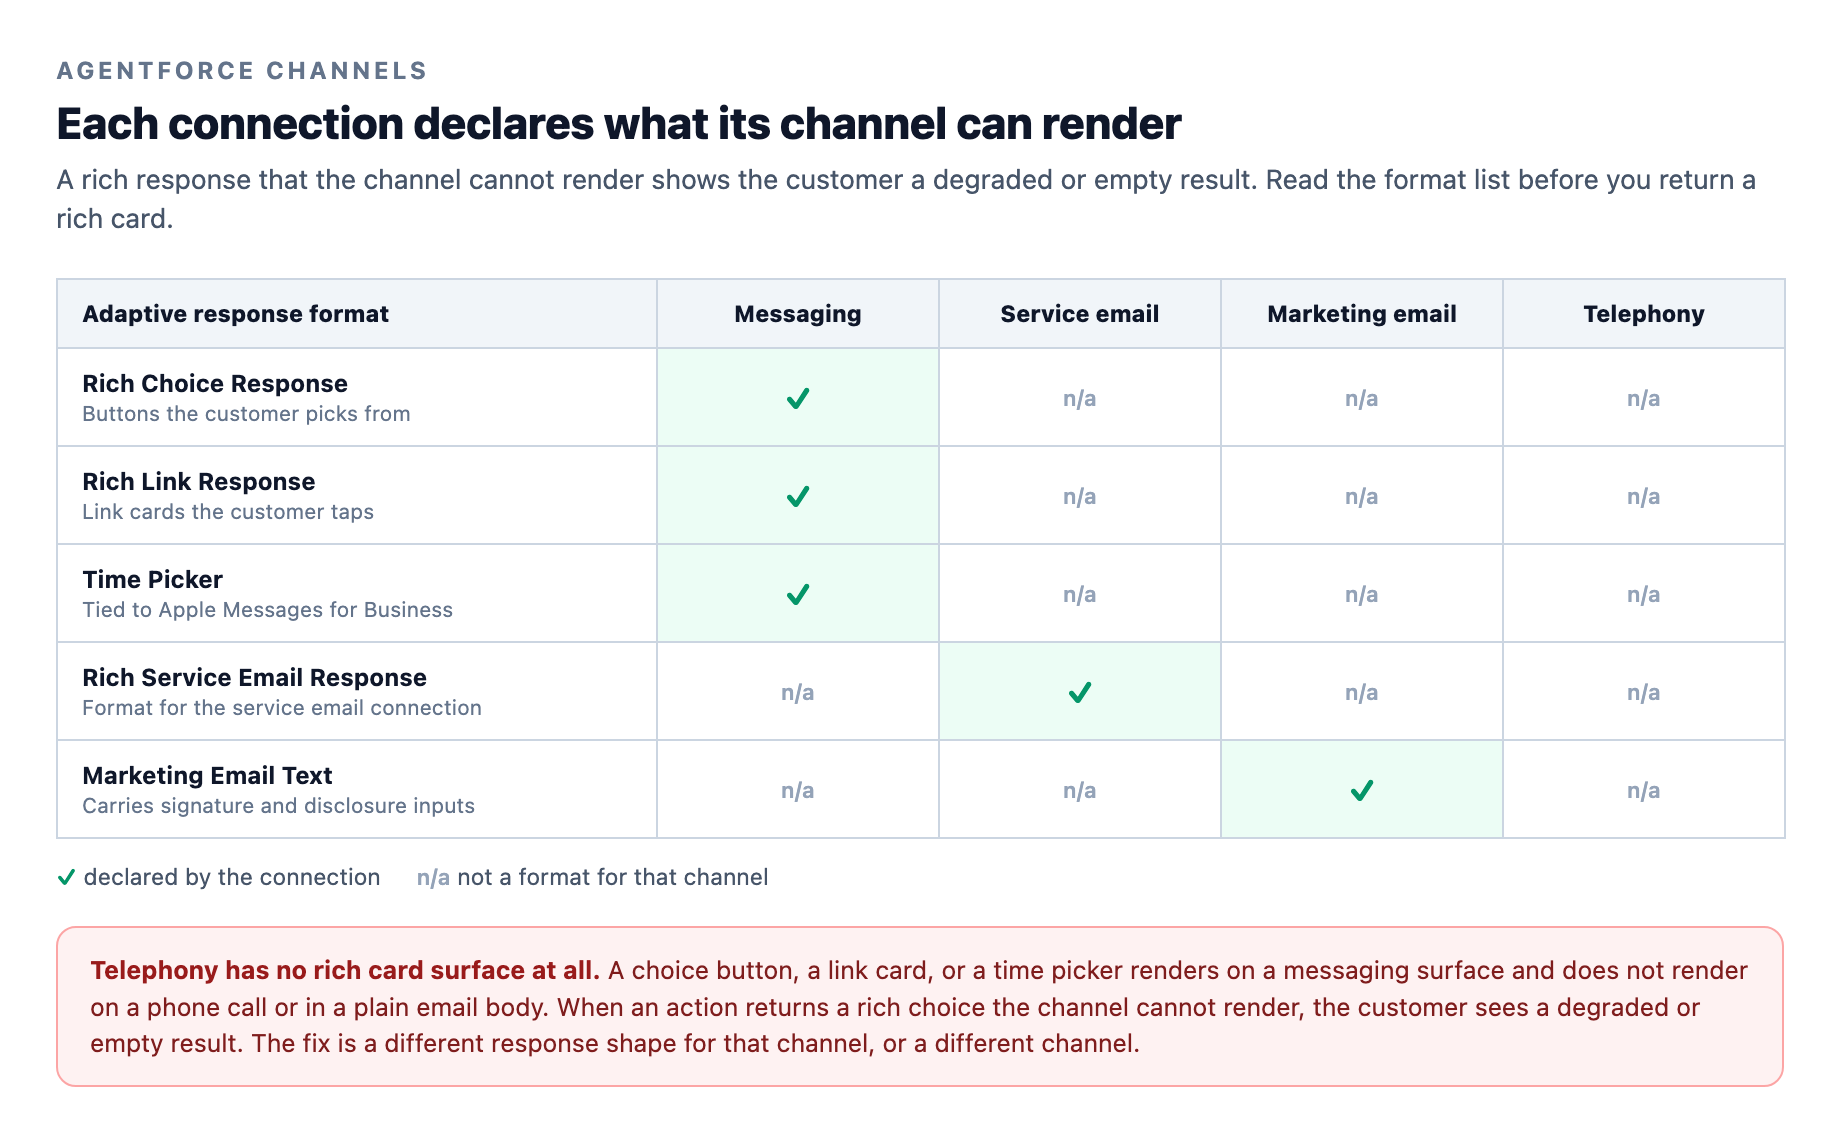 AGENTFORCE CHANNELS
Each connection declares what its channel can render
A rich response that the channel cannot render shows the customer a degraded or empty result. Read the format list before you return a
rich card.
Adaptive response format Messaging Service email Marketing email Telephony
Rich Choice Response
Buttons the customer picks from
✓ n/a n/a n/a
Rich Link Response
Link cards the customer taps
✓ n/a n/a n/a
Time Picker
Tied to Apple Messages for Business
✓ n/a n/a n/a
Rich Service Email Response
Format for the service email connection
n/a ✓ n/a n/a
Marketing Email Text
Carries signature and disclosure inputs
n/a n/a ✓ n/a
✓ declared by the connection n/a not a format for that channel
Telephony has no rich card surface at all. A choice button, a link card, or a time picker renders on a messaging surface and does not render
on a phone call or in a plain email body. When an action returns a rich choice the channel cannot render, the customer sees a degraded or
empty result. The fix is a different response shape for that channel, or a different channel.